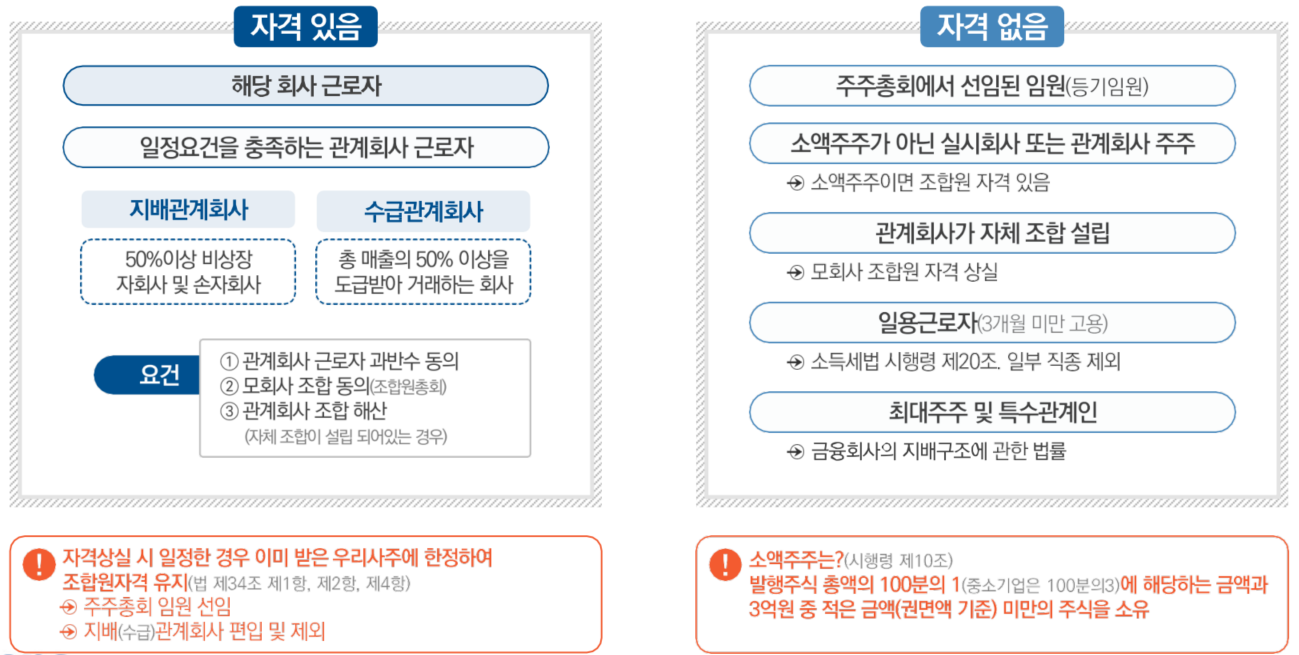 자격 있음
해당 회사 근로자
일정요건을 충족하는 관계회사 근로자
지배관계회사
50%이상 비상장
자회사 및 손자회사
수급관계회사
총 매출의 50% 이상을
도급받아 거래하는 회사
요건
① 관계회사 근로자 과반수 동의
② 모회사 조합 동의(조합원총회)
③ 관계회사 조합 해산
(자체 조합이 설립 되어있는 경우)
! 자격상실 시 일정한 경우 이미 받은 우리사주에 한정하여
조합원자격 유지(법 제34조 제1항, 제2항, 제4항)
→ 주주총회 임원 선임
→ 지배(수급)관계회사 편입 및 제외
자격 없음
주주총회에서 선임된 임원(등기임원)
소액주주가 아닌 실시회사 또는 관계회사 주주
→ 소액주주이면 조합원 자격 있음
관계회사가 자체 조합 설립
→ 모회사 조합원 자격 상실
일용근로자(3개월 미만 고용)
→ 소득세법 시행령 제20조. 일부 직종 제외
최대주주 및 특수관계인
→ 금융회사의 지배구조에 관한 법률
! 소액주주는?(시행령 제10조)
발행주식 총액의 100분의 1(중소기업은 100분의3)에 해당하는 금액과
3억원 중 적은 금액(권면액 기준) 미만의 주식을 소유